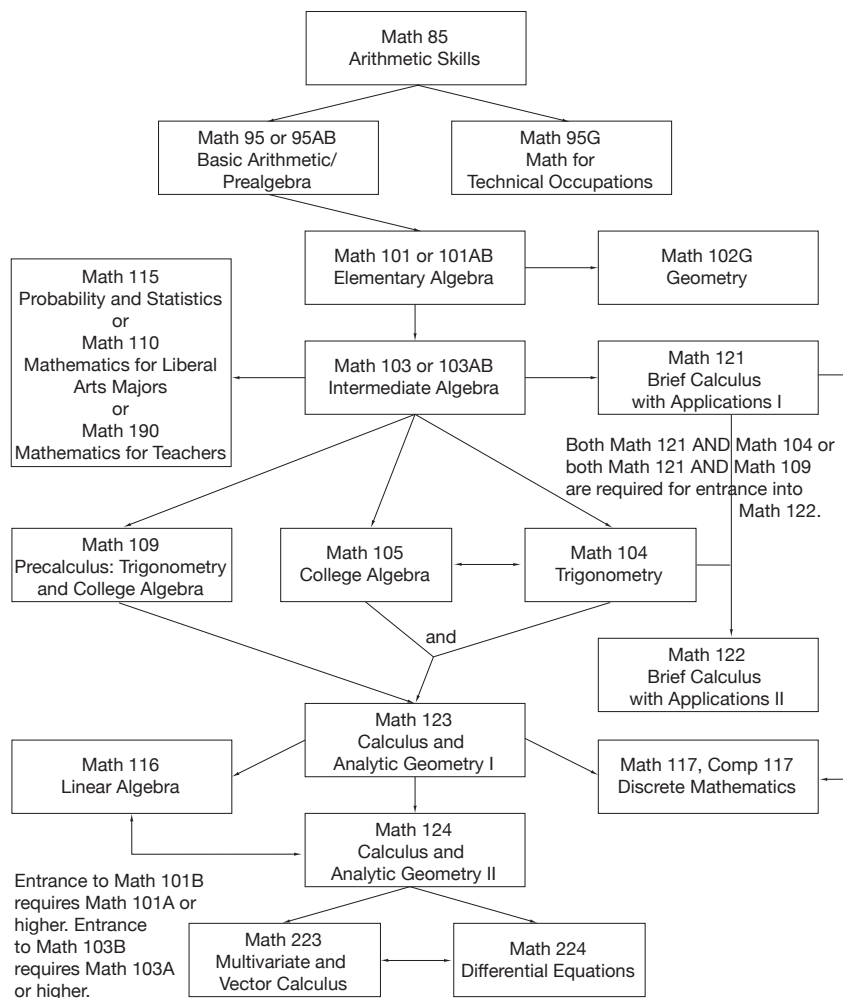 Math 85
Arithmetic Skills
Math 95 or 95AB
Basic Arithmetic/
Prealgebra
Math 95G
Math for
Technical Occupations
Math 101 or 101AB
Elementary Algebra
Math 102G
Geometry
Math 115
Probability and Statistics
or
Math 110
Mathematics for Liberal
Arts Majors
or
Math 190
Mathematics for Teachers
Math 103 or 103AB
Intermediate Algebra
Math 121
Brief Calculus
with Applications I
Both Math 121 AND Math 104 or
both Math 121 AND Math 109
are required for entrance into
Math 122.
Math 109
Precalculus: Trigonometry
and College Algebra
Math 105
College Algebra
Math 104
Trigonometry
and
Math 122
Brief Calculus
with Applications II
Math 123
Calculus and
Analytic Geometry I
Math 116
Linear Algebra
Math 117, Comp 117
Discrete Mathematics
Math 124
Calculus and
Analytic Geometry II
Entrance to Math 101B
requires Math 101A or
higher. Entrance
to Math 103B
requires Math 103A
or higher.
Math 223
Multivariate and
Vector Calculus
Math 224
Differential Equations